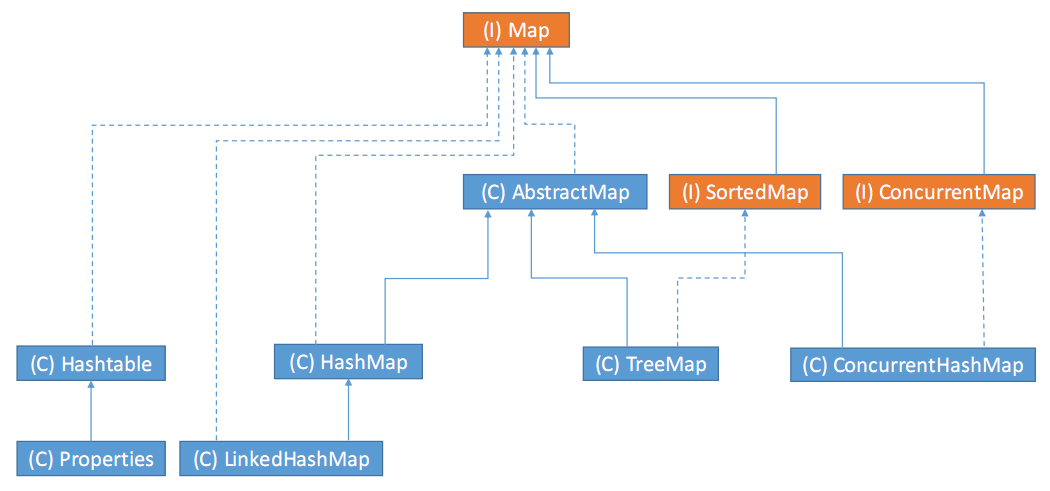 (I) Map
(C) AbstractMap
(I) SortedMap
(I) ConcurrentMap
(C) Hashtable
(C) HashMap
(C) TreeMap
(C) ConcurrentHashMap
(C) Properties
(C) LinkedHashMap